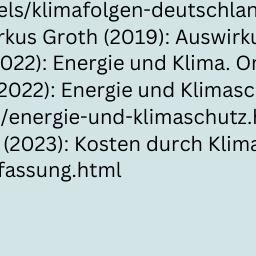 els/klimafolgen-deutschlan
rkus Groth (2019): Auswirku
022): Energie und Klima. On
2022): Energie und Klimasc
/energie-und-klimaschutz.h
(2023): Kosten durch Klima
fassung.html